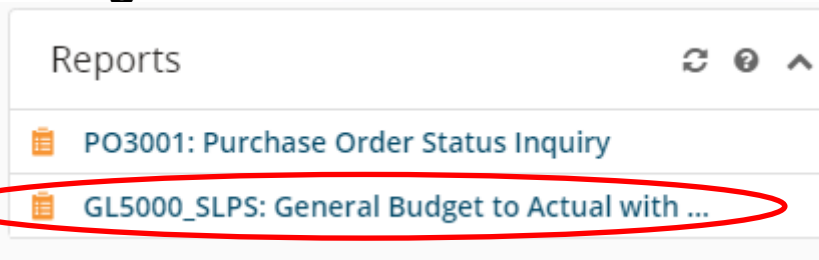 Reports
PO3001: Purchase Order Status Inquiry
GL5000_SLPS: General Budget to Actual with ...